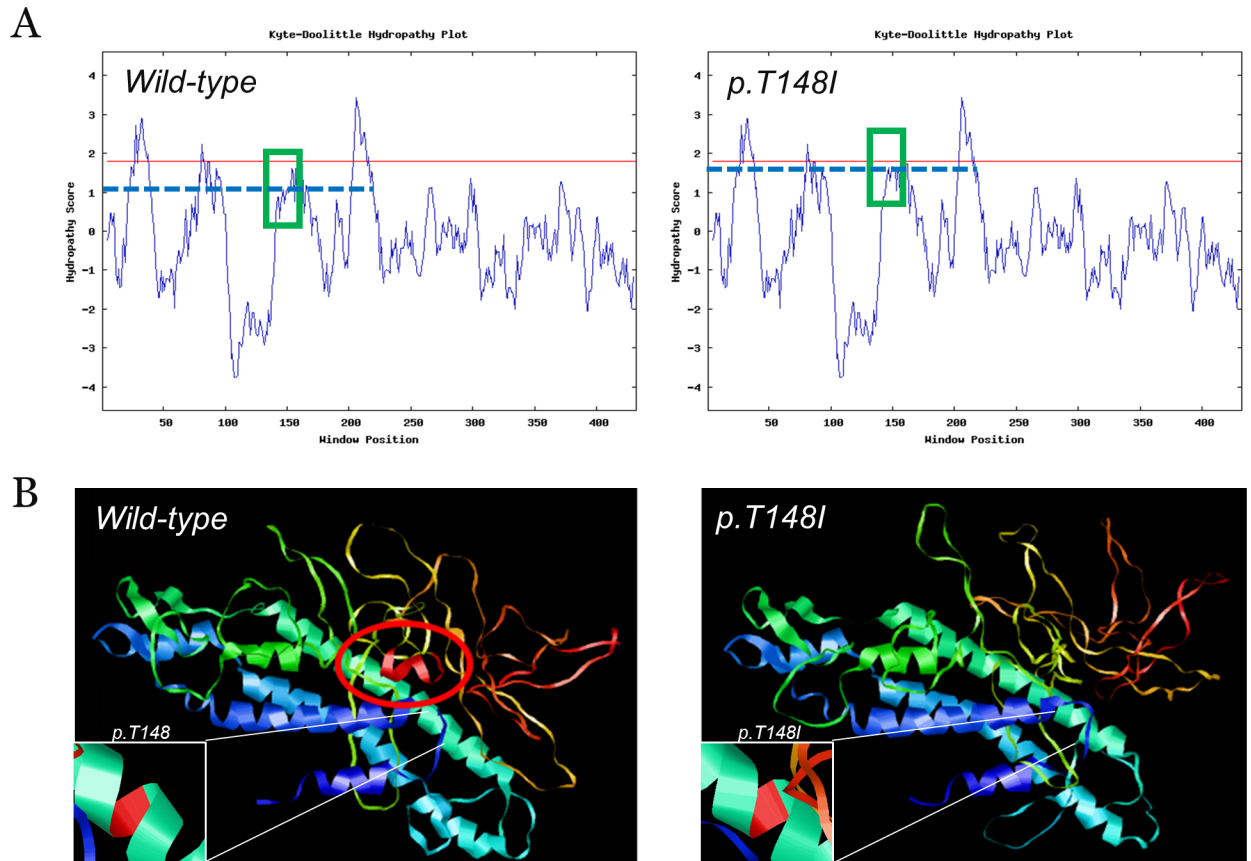 A
Kyte-Doolittle Hydropathy Plot
Wild-type
Hydropathy Score
4
3
2
1
0
-1
-2
-3
-4
50 100 150 200 250 300 350 400
Window Position
Kyte-Doolittle Hydropathy Plot
p.T148I
Hydropathy Score
4
3
2
1
0
-1
-2
-3
-4
50 100 150 200 250 300 350 400
Window Position
B
Wild-type
p.T148
p.T148I
p.T148I